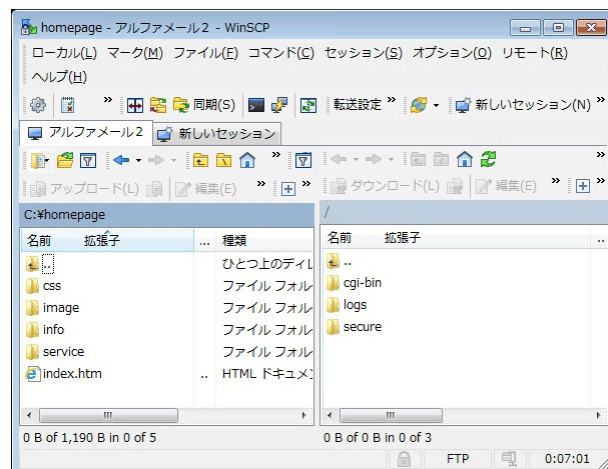 homepage - アルファメール2 - WinSCP
ローカル(L) マーク(M) ファイル(F) コマンド(C) セッション(S) オプション(O) リモート(R)
ヘルプ(H)
» 同期(S) 転送設定 » 新しいセッション(N) »
アルファメール2 新しいセッション
» »
アップロード(L) 編集(E) » ダウンロード(L) 編集(E) »
C:¥homepage /
名前 拡張子 ... 種類 名前 拡張子 ..
.. ひとつ上のディレ ..
css ファイル フォル cgi-bin
image ファイル フォル logs
info ファイル フォル secure
service ファイル フォル
index.htm .. HTML ドキュメ
0 B of 1,190 B in 0 of 5 0 B of 0 B in 0 of 3
FTP 0:07:01